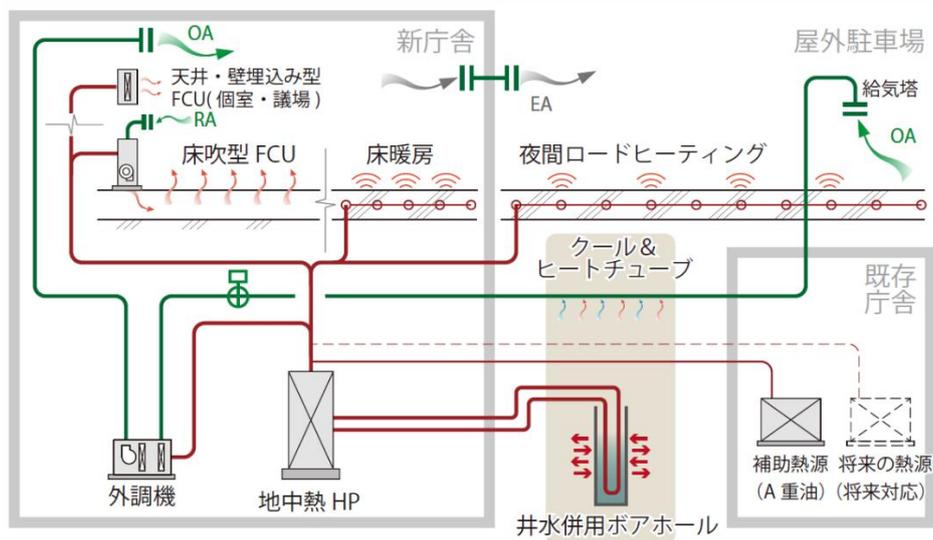 OA
新庁舎
屋外駐車場
天井・壁埋込み型
FCU(個室・議場)
給気塔
EA
RA
OA
床吹型 FCU
床暖房
夜間ロードヒーティング
クール&
ヒートチューブ
既存
庁舎
外調機
地中熱 HP
補助熱源
(A 重油)
将来の熱源
(将来対応)
井水併用ボアホール